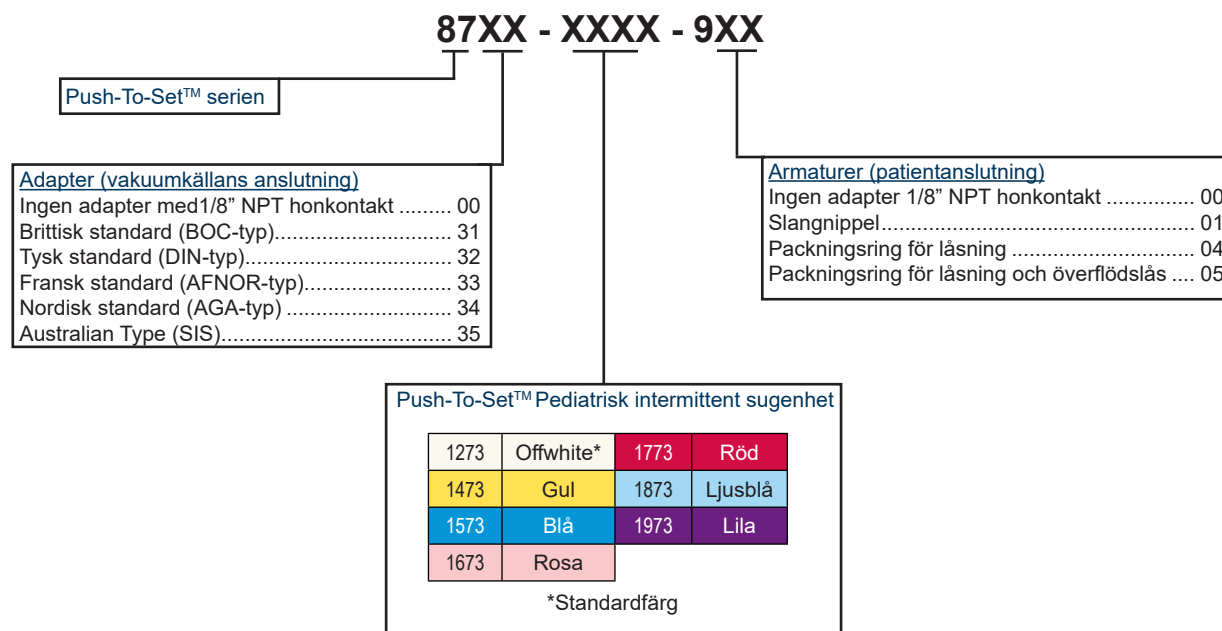 87XX - XXXX - 9XX
Push-To-Set™ serien
Adapter (vakuumkällans anslutning)
Ingen adapter med1/8” NPT honkontakt ......... 00
Brittisk standard (BOC-typ)............................. 31
Tysk standard (DIN-typ).................................. 32
Fransk standard (AFNOR-typ)........................ 33
Nordisk standard (AGA-typ) ........................... 34
Australian Type (SIS)...................................... 35
Armaturer (patientanslutning)
Ingen adapter 1/8” NPT honkontakt ............... 00
Slangnippel..................................................... 01
Packningsring för låsning ............................... 04
Packningsring för låsning och överflödslås .... 05
Push-To-Set™ Pediatrisk intermittent sugenhet
1273 Offwhite* 1773 Röd
1473 Gul 1873 Ljusblå
1573 Blå 1973 Lila
1673 Rosa
*Standardfärg